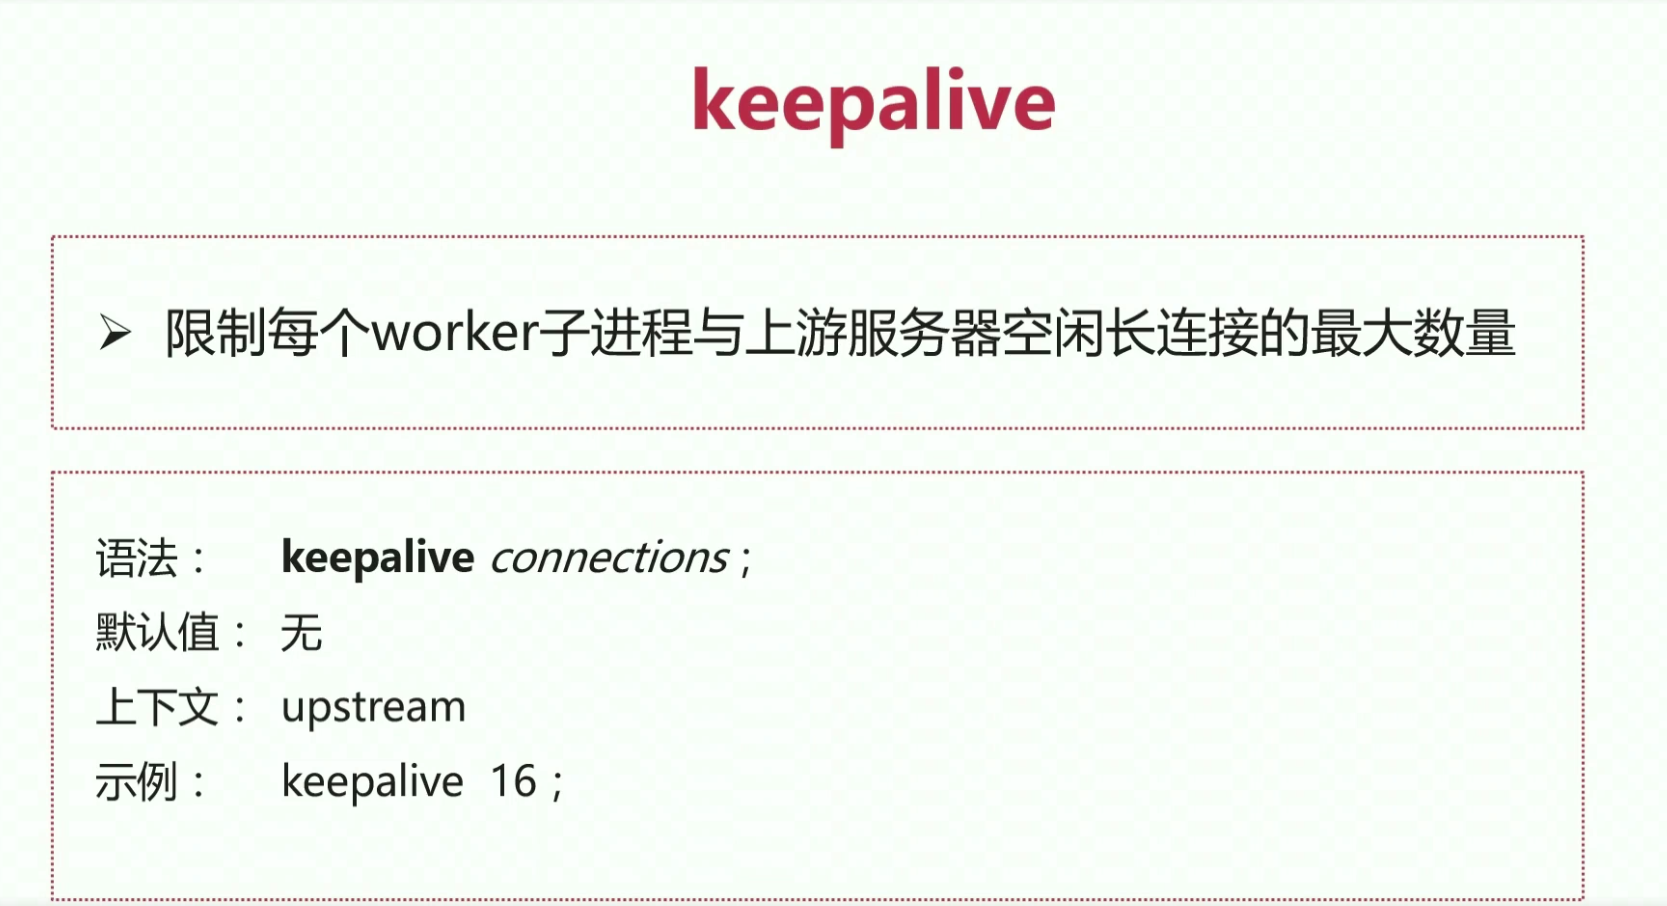 keepalive
➢ 限制每个worker子进程与上游服务器空闲长连接的最大数量
语法： keepalive connections；
默认值： 无
上下文： upstream
示例： keepalive 16；